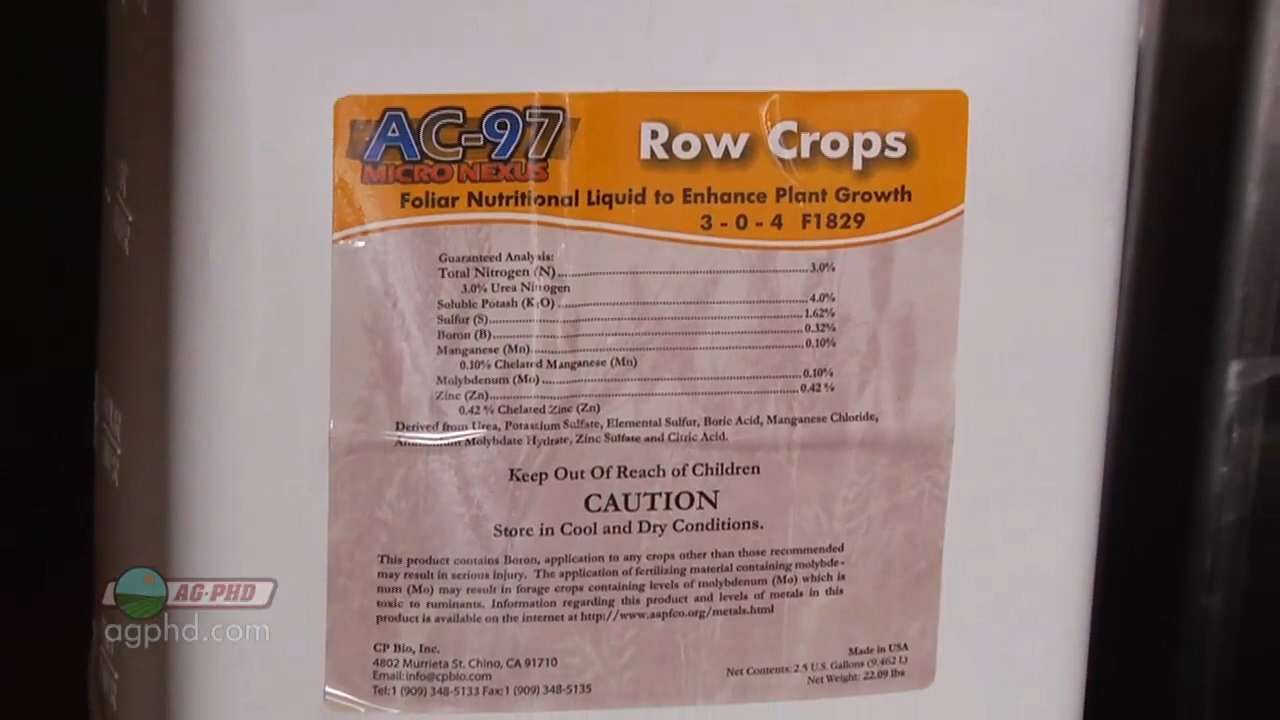 AC-97
MICRO NEXUS
Row Crops
Foliar Nutritional Liquid to Enhance Plant Growth
3 - 0 - 4 F1829
Guaranteed Analysis:
Total Nitrogen (N)..........3.0%
3.0% Urea Nitrogen
Soluble Potash (K2O)..........4.0%
Sulfur (S)..........1.62%
Boron (B)..........0.32%
Manganese (Mn)..........0.10%
0.10% Chelated Manganese (Mn)
Molybdenum (Mo)..........0.10%
Zinc (Zn)..........0.42 %
0.42 % Chelated Zinc (Zn)
Derived from Urea, Potassium Sulfate, Elemental Sulfur, Boric Acid, Manganese Chloride,
Molybdate Hydrate, Zinc Sulfate and Citric Acid.
Keep Out Of Reach of Children
CAUTION
Store in Cool and Dry Conditions.
This product contains Boron, application to any crops other than those recommended
may result in serious injury. The application of fertilizing material containing molybde-
num (Mo) may result in forage crops containing levels of molybdenum (Mo) which is
toxic to ruminants. Information regarding this product and levels of metals in this
product is available on the internet at http://www.aapfco.org/metals.html
CP Bio, Inc.
4802 Murrieta St. Chino, CA 91710
Email:info@cpbio.com
Tel:1 (909) 348-5133 Fax:1 (909) 348-5135
Made in USA
Net Contents: 2.5 U.S. Gallons (9.462 L)
Net Weight: 22.09 lbs
AG-PHD
agphd.com